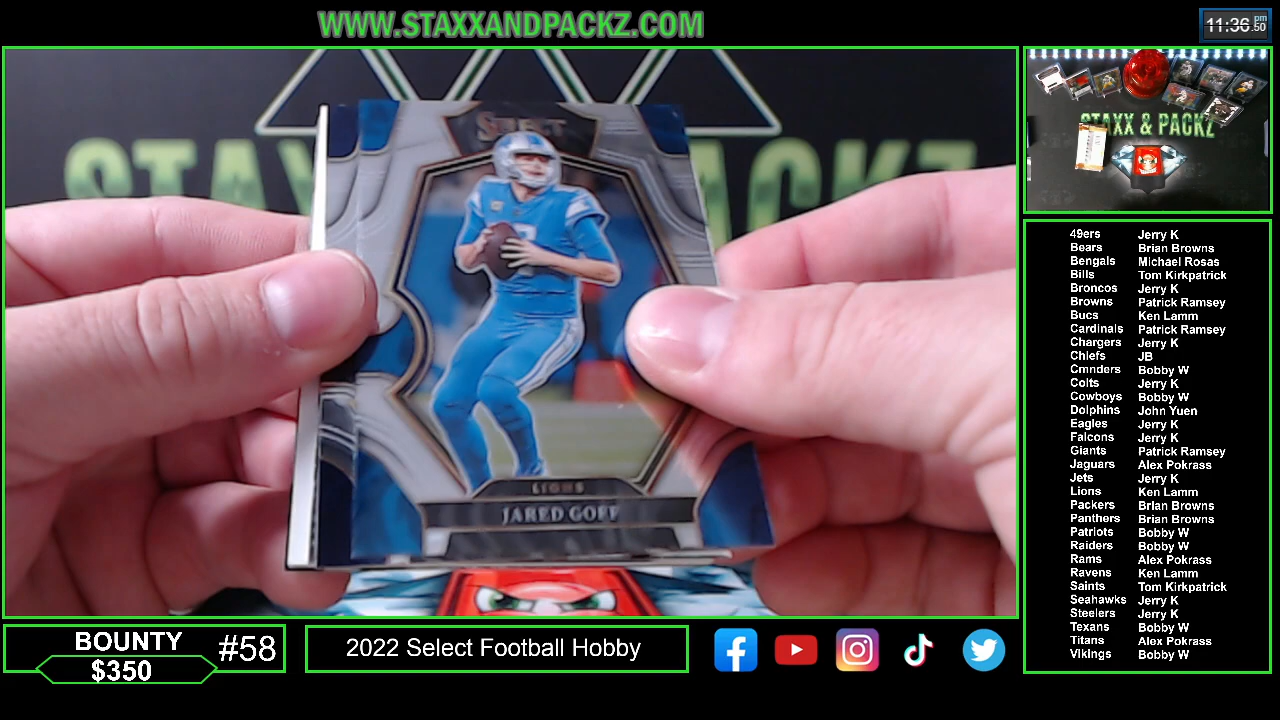 WWW.STAXXANDPACKZ.COM
11:36 pm
.50
SELECT
LIONS
JARED GOFF
STAXX & PACKZ
49ers Jerry K
Bears Brian Browns
Bengals Michael Rosas
Bills Tom Kirkpatrick
Broncos Jerry K
Browns Patrick Ramsey
Bucs Ken Lamm
Cardinals Patrick Ramsey
Chargers Jerry K
Chiefs JB
Cmnders Bobby W
Colts Jerry K
Cowboys Bobby W
Dolphins John Yuen
Eagles Jerry K
Falcons Jerry K
Giants Patrick Ramsey
Jaguars Alex Pokrass
Jets Jerry K
Lions Ken Lamm
Packers Brian Browns
Panthers Brian Browns
Patriots Bobby W
Raiders Bobby W
Rams Alex Pokrass
Ravens Ken Lamm
Saints Tom Kirkpatrick
Seahawks Jerry K
Steelers Jerry K
Texans Bobby W
Titans Alex Pokrass
Vikings Bobby W
BOUNTY #58
$350
2022 Select Football Hobby